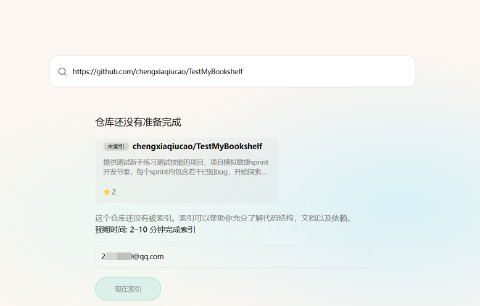 https://github.com/chengxiaqiucao/TestMyBookshelf
仓库还没有准备完成
未索引 chengxiaqiucao/TestMyBookshelf
提供测试新手练习测试技能的项目，项目模拟敏捷sprint
开发节奏，每个sprint均包含若干已知bug，开始探索...
2
这个仓库还没有被索引。索引可以帮助你充分了解代码结构、文档以及依赖。
预期时间: 2-10 分钟完成索引
@qq.com
现在索引